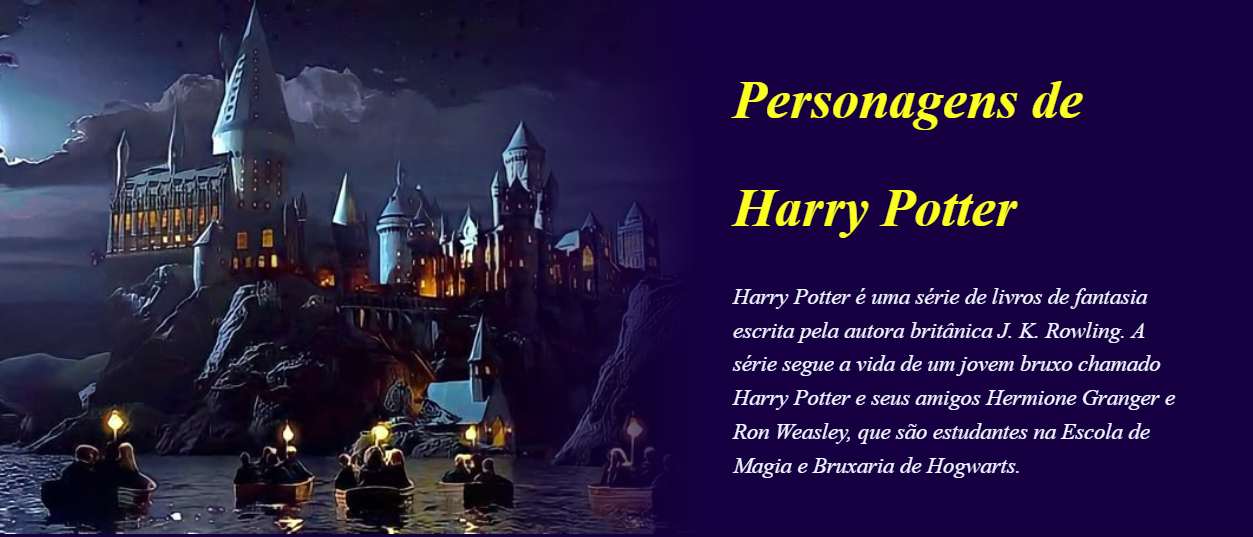 Personagens de
Harry Potter
Harry Potter é uma série de livros de fantasia
escrita pela autora britânica J. K. Rowling. A
série segue a vida de um jovem bruxo chamado
Harry Potter e seus amigos Hermione Granger e
Ron Weasley, que são estudantes na Escola de
Magia e Bruxaria de Hogwarts.